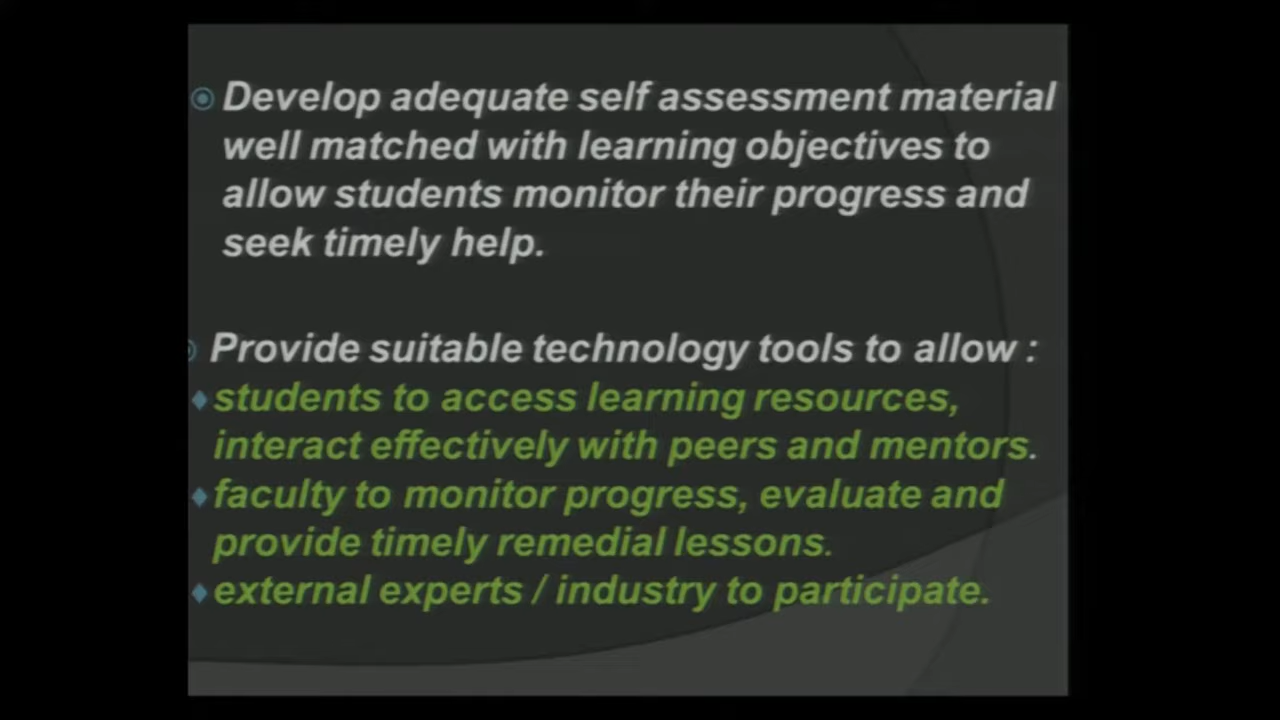 Develop adequate self assessment material
well matched with learning objectives to
allow students monitor their progress and
seek timely help.
Provide suitable technology tools to allow :
students to access learning resources,
interact effectively with peers and mentors.
faculty to monitor progress, evaluate and
provide timely remedial lessons.
external experts / industry to participate.